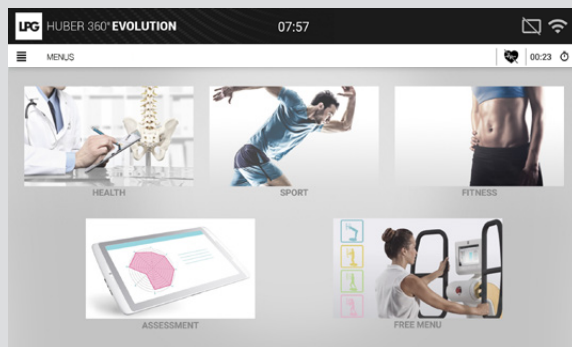 LPG HUBER 360° EVOLUTION 07:57
MENUS 00:23
HEALTH SPORT FITNESS
ASSESSMENT FREE MENU